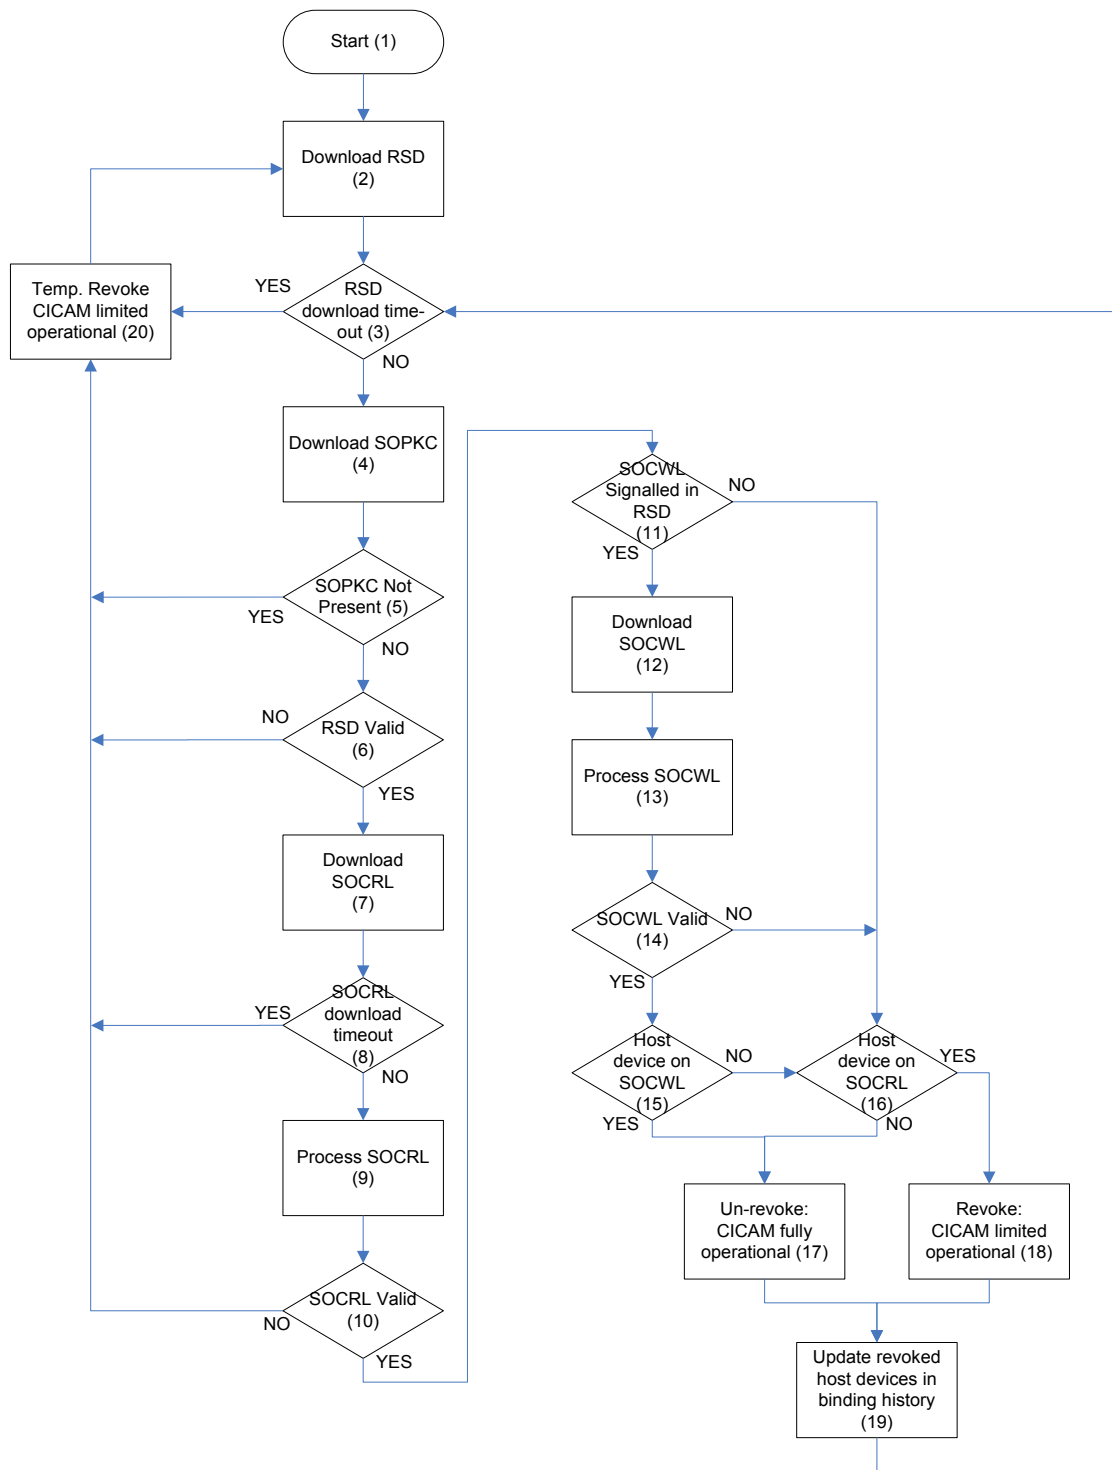 Start (1)
Download RSD
(2)
Temp. Revoke
CICAM limited
operational (20)
YES
RSD
download time-
out (3)
NO
Download SOPKC
(4)
SOPKC Not
Present (5)
YES
NO
NO
RSD Valid
(6)
YES
Download
SOCRL
(7)
YES
SOCRL
download
timeout
(8)
NO
Process SOCRL
(9)
SOCRL Valid
(10)
NO
YES
SOCWL
Signalled in
RSD
(11)
NO
YES
Download
SOCWL
(12)
Process SOCWL
(13)
SOCWL Valid
(14)
NO
YES
Host
device on
SOCWL
(15)
NO
YES
Host
device on
SOCRL
(16)
YES
NO
Un-revoke:
CICAM fully
operational (17)
Revoke:
CICAM limited
operational (18)
Update revoked
host devices in
binding history
(19)